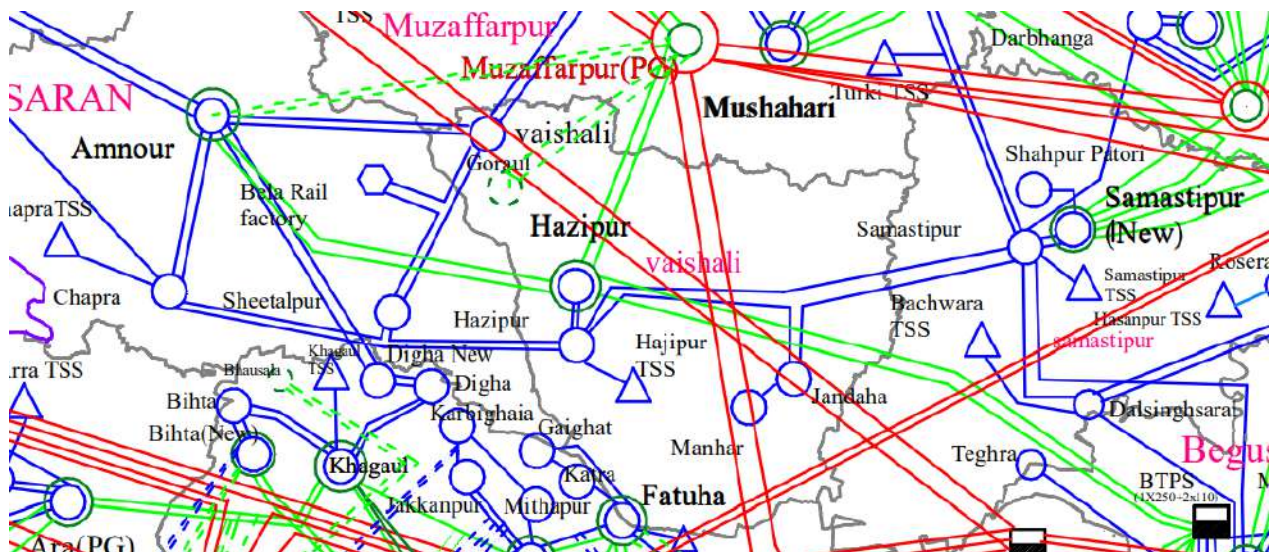 TSS
Muzaffarpur
SARAN
Muzaffarpur(PG)
Darbhanga
Turki TSS
Mushahari
Amnour
vaishali
Goraul
Shahpur Patori
Bela Rail
factory
Samastipur
(New)
hapraTSS
Hazipur
Samastipur
vaishali
Samastipur
TSS
Rosera
Chapra
Sheetalpur
Hazipur
Bachwara
TSS
Hasanpur TSS
samastipur
Hajipur
TSS
Khagaul
TSS
Digha New
Bhausala
rra TSS
Digha
Bihta
Karbighaia
Jandaha
Dalsinghsarai
Bihta(New)
Gaighat
Manhar
Begus
Khagaul
Katra
Teghra
BTPS
(1X250+2x110)
M
Jakkanpur
Mithapur
Fatuha
Ara(PG)